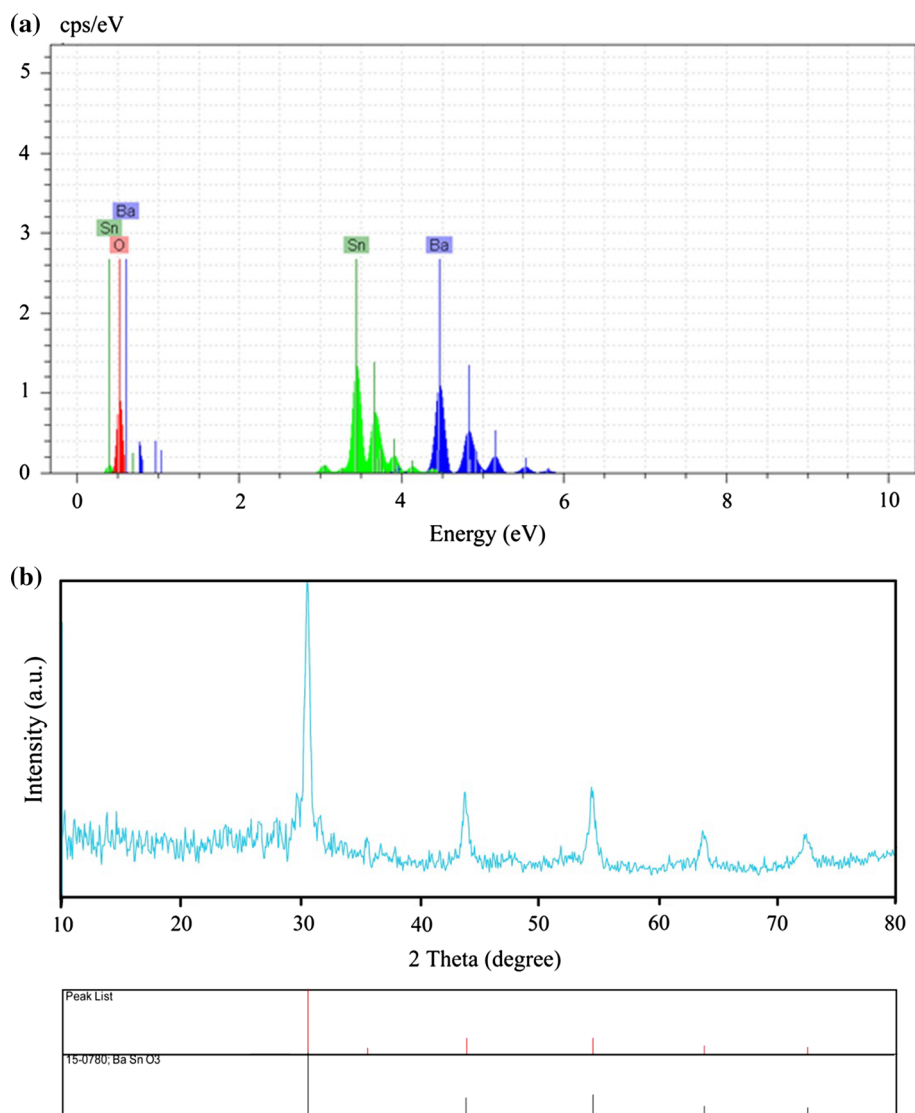 (a) cps/eV
5
4
3
2
1
0
Ba
Sn
O
Sn
Ba
0 2 4 6 8 10
Energy (eV)
(b)
Intensity (a.u.)
10 20 30 40 50 60 70 80
2 Theta (degree)
Peak List
15-0780; Ba Sn O3